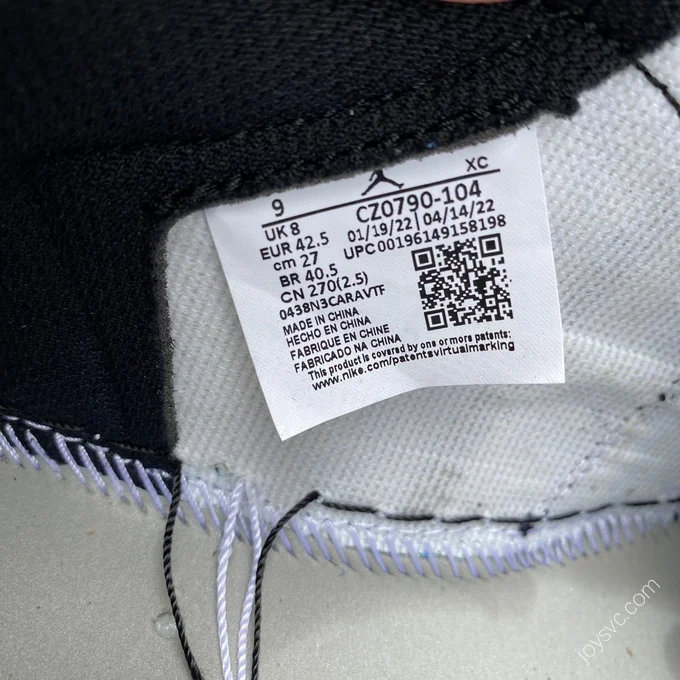 9 XC
UK 8 CZ0790-104
EUR 42.5 01/19/22 | 04/14/22
cm 27 UPC 00196149158198
BR 40.5
CN 270(2.5)
0438N3CARAVTF
MADE IN CHINA
HECHO EN CHINA
FABRIQUE EN CHINE
FABRICADO NA CHINA
This product is covered by one or more patents:
www.nike.com/patentsvirtualmarking
joysvc.com